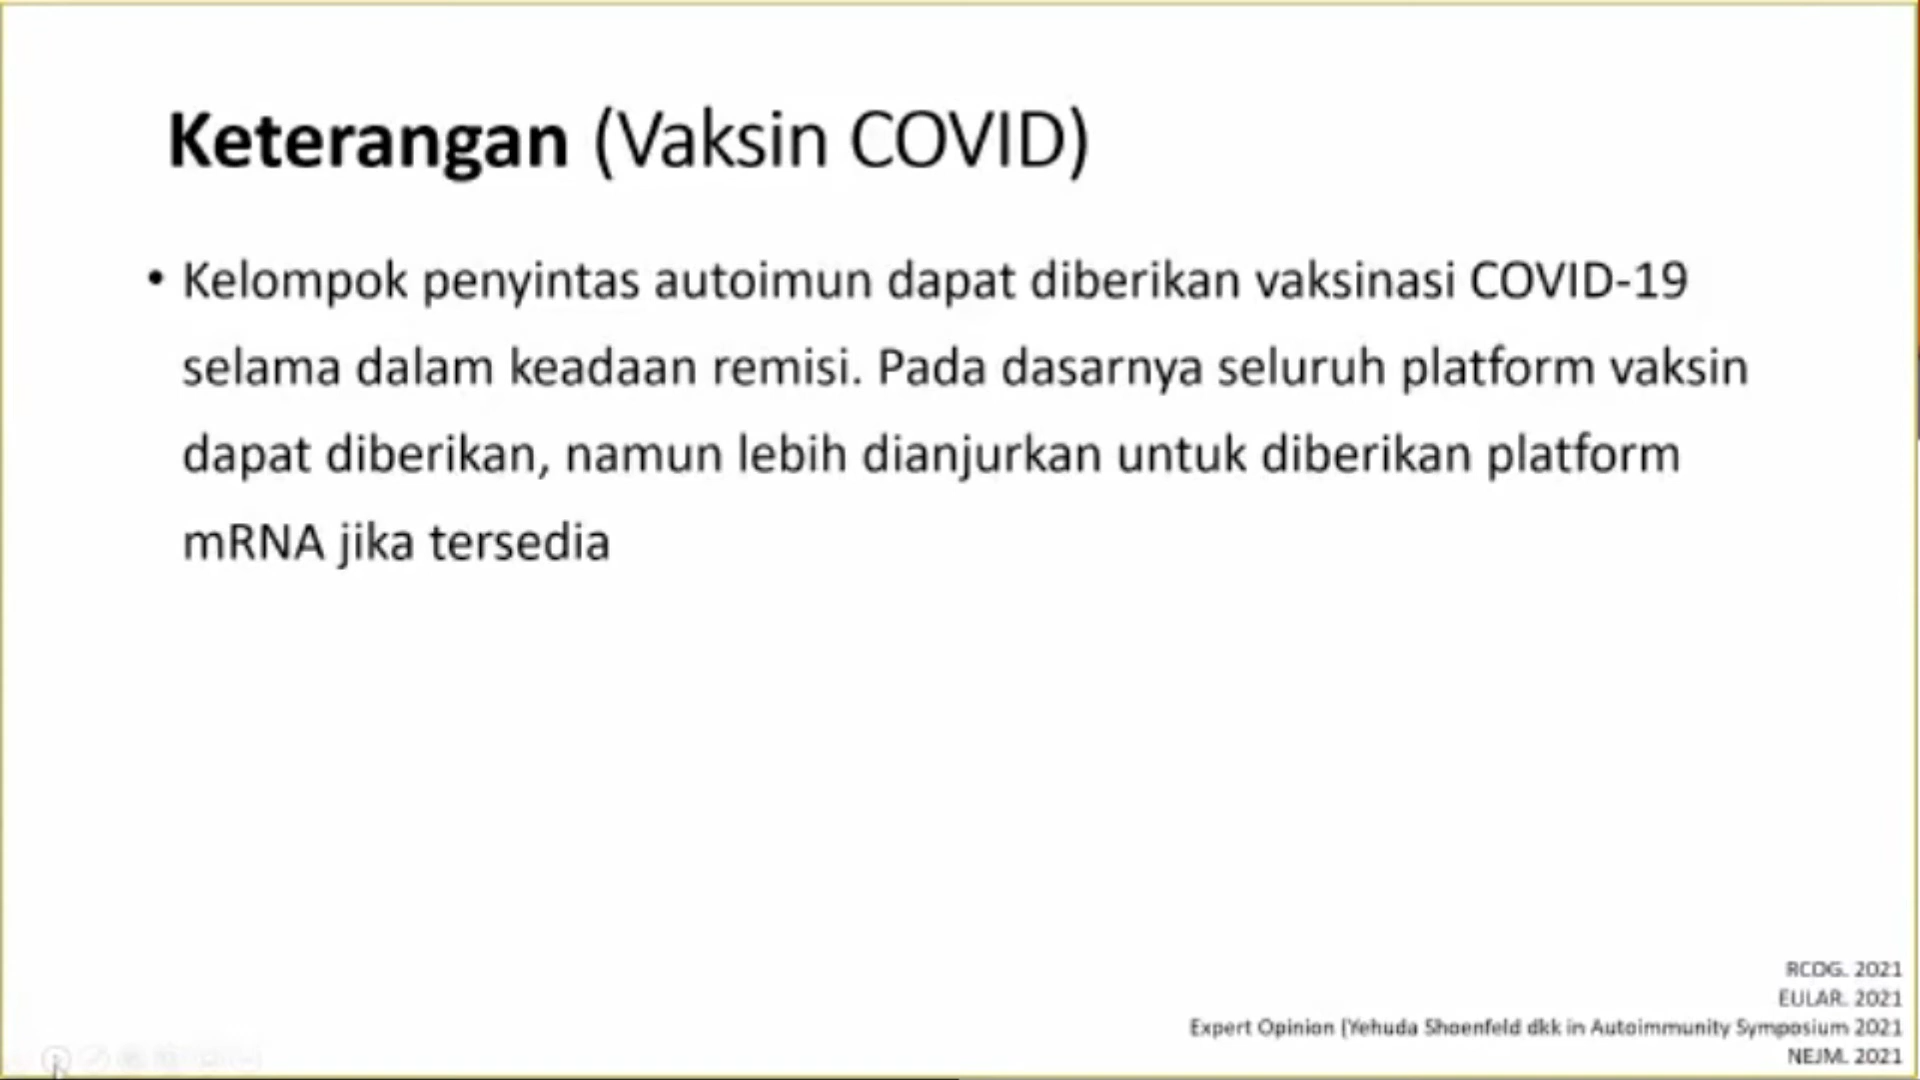 Keterangan (Vaksin COVID)
• Kelompok penyintas autoimun dapat diberikan vaksinasi COVID-19
selama dalam keadaan remisi. Pada dasarnya seluruh platform vaksin
dapat diberikan, namun lebih dianjurkan untuk diberikan platform
mRNA jika tersedia
RCOG. 2021
EULAR. 2021
Expert Opinion (Yehuda Shoenfeld dkk in Autoimmunity Symposium 2021
NEJM. 2021